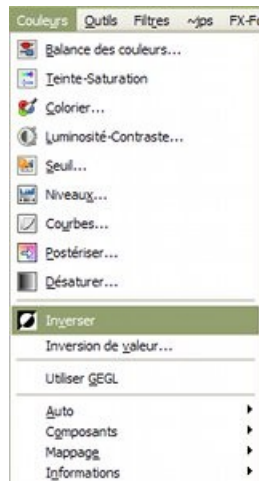 Couleurs Outils Filtres ~jps FX-Fo
Balance des couleurs...
Teinte-Saturation
Colorier...
Luminosité-Contraste...
Seuil...
Niveaux...
Courbes...
Postériser...
Désaturer...
Inverser
Inversion de valeur...
Utiliser GEGL
Auto
Composants
Mappage
Informations